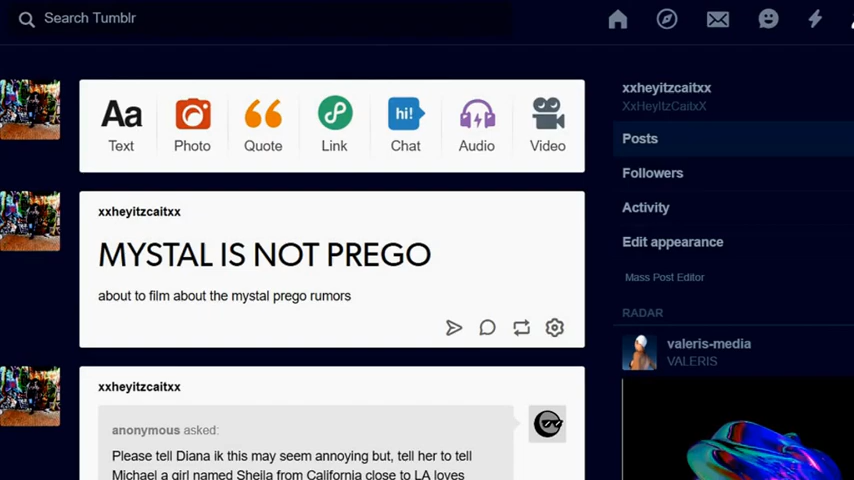 Search Tumblr
Aa
hi!
Text Photo Quote Link Chat Audio Video
xxheyitzcaitxx
MYSTAL IS NOT PREGO
about to film about the mystal prego rumors
xxheyitzcaitxx
anonymous asked:
Please tell Diana ik this may seem annoying but, tell her to tell
Michael a girl named Sheila from California close to LA loves
xxheyitzcaitxx
XxHeyItzCaitxX
Posts
Followers
Activity
Edit appearance
Mass Post Editor
RADAR
valeris-media
VALERIS